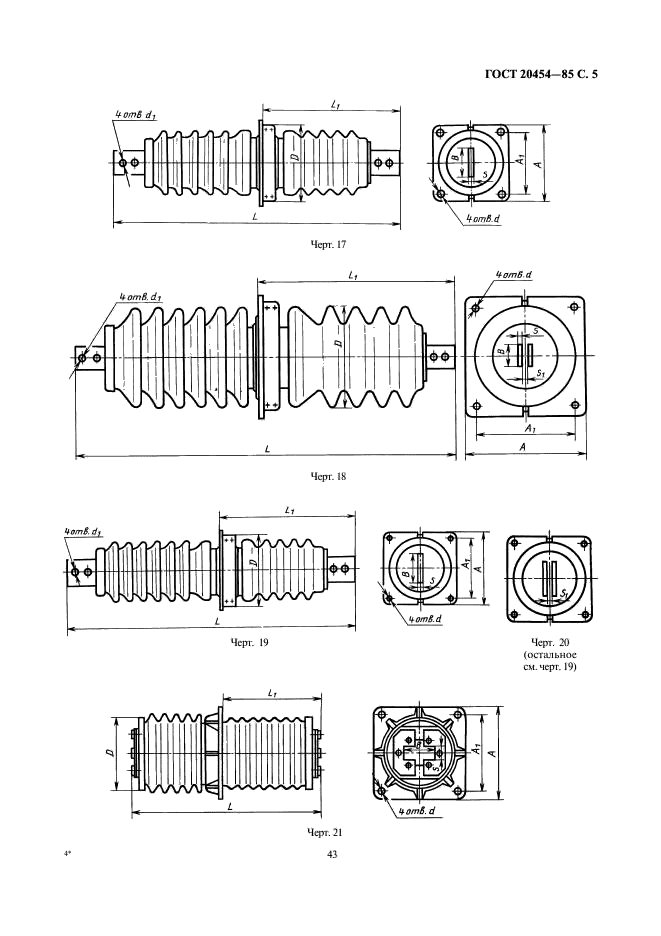 ГОСТ 20454—85 С. 5
L₁
4 отв d₁
D
L
B
S
A₁
A
4 отв.d
Черт. 17
L₁
4 отв. d₁
D
L
4 отв. d
S
B
S₁
A₁
A
Черт. 18
L₁
4 отв. d₁
D
L
B
S
A₁
A
4 отв. d
S₁
Черт. 19
Черт. 20
(остальное
см. черт. 19)
L₁
D
L
B
S
A₁
A
4 отв. d
Черт. 21
4*
43